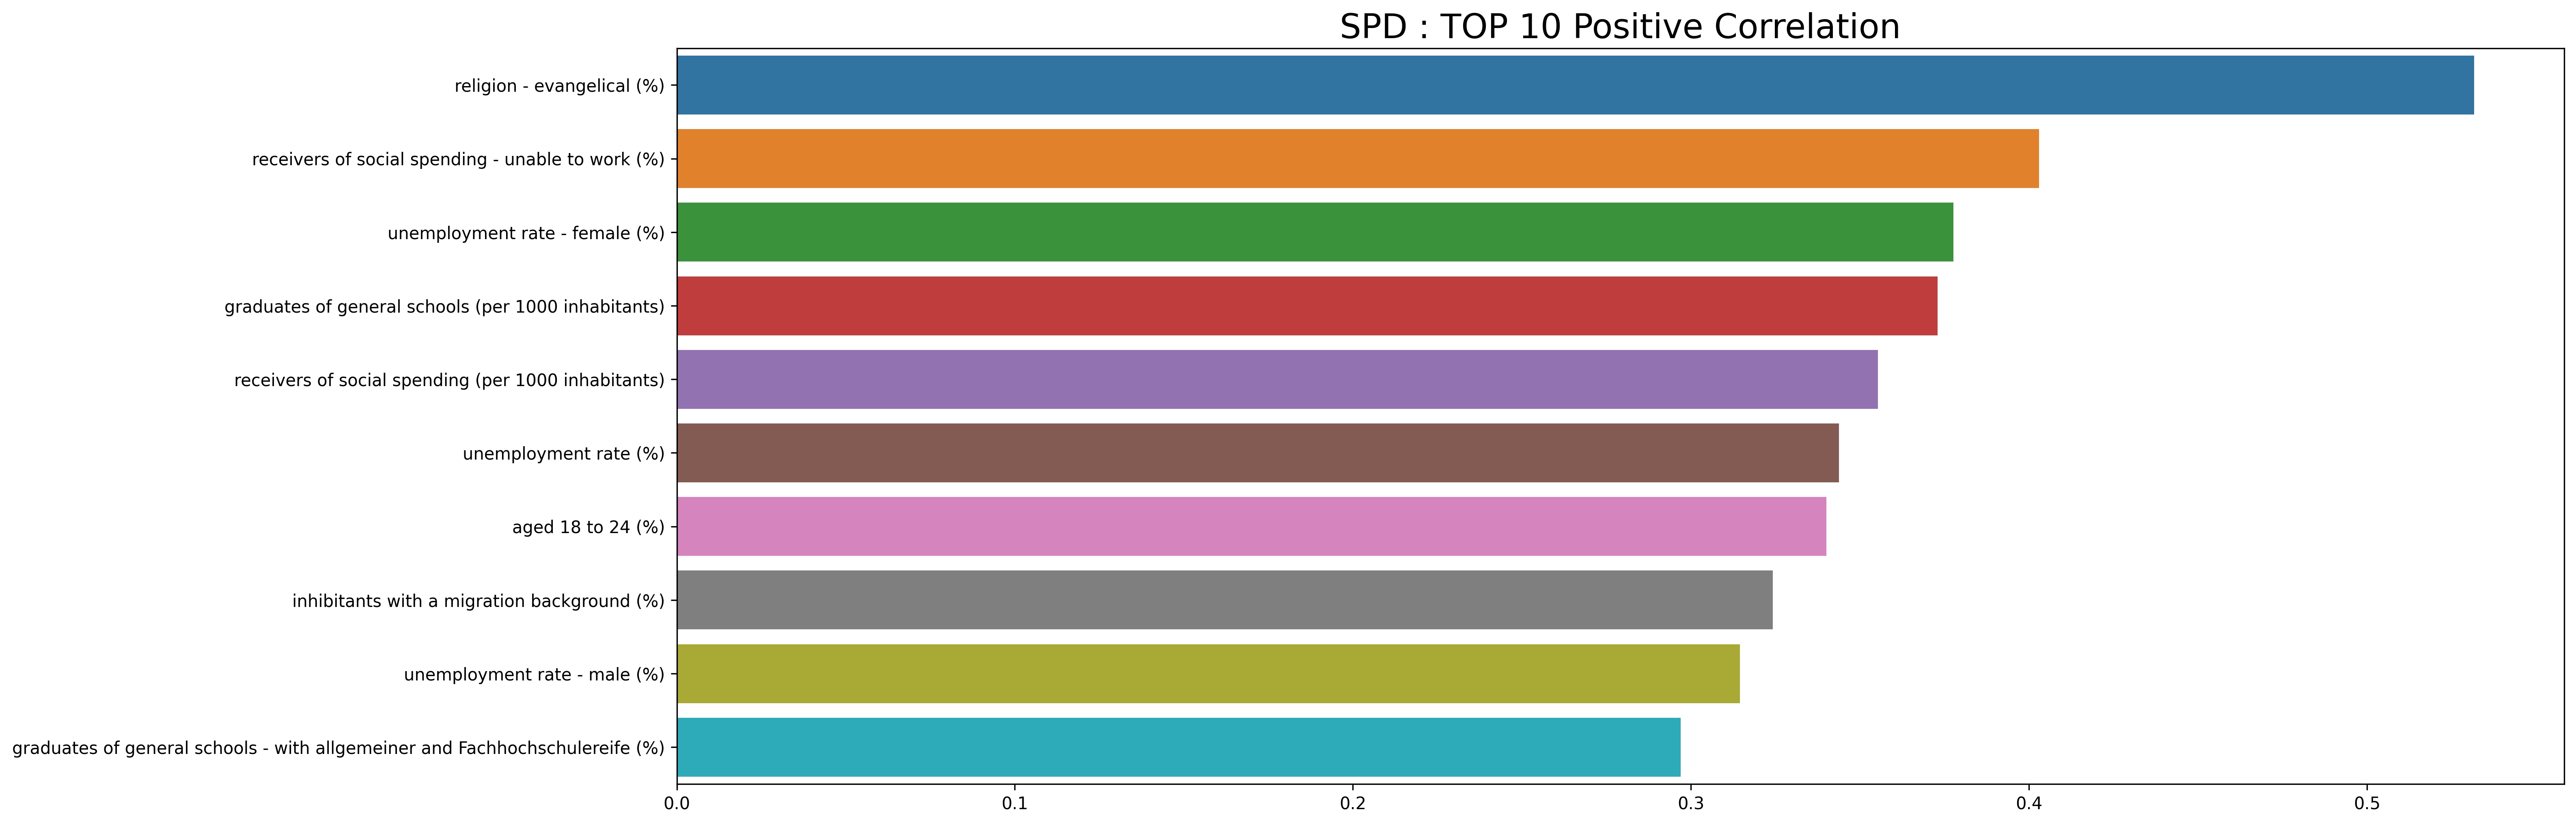 SPD : TOP 10 Positive Correlation
religion - evangelical (%)
receivers of social spending - unable to work (%)
unemployment rate - female (%)
graduates of general schools (per 1000 inhabitants)
receivers of social spending (per 1000 inhabitants)
unemployment rate (%)
aged 18 to 24 (%)
inhibitants with a migration background (%)
unemployment rate - male (%)
graduates of general schools - with allgemeiner and Fachhochschulereife (%)
0.0 0.1 0.2 0.3 0.4 0.5